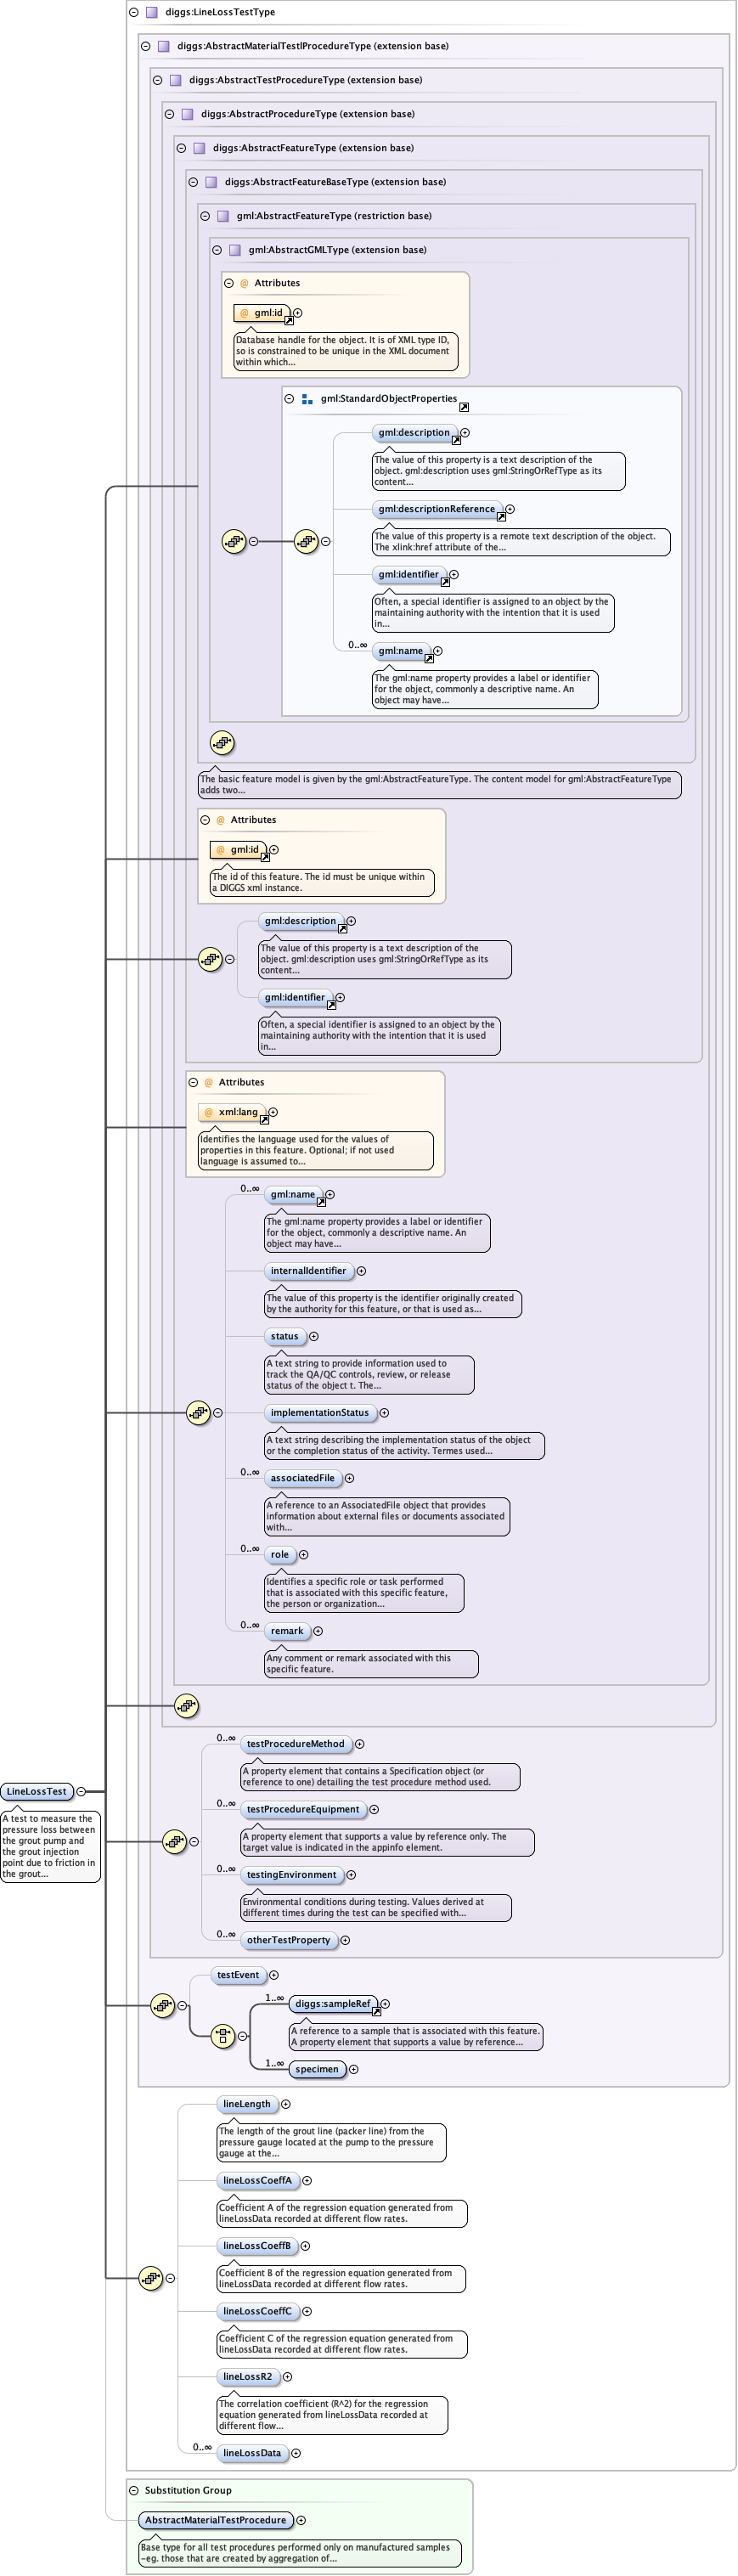 diggs:LineLossTestType
diggs:AbstractMaterialTestlProcedureType (extension base)
diggs:AbstractTestProcedureType (extension base)
diggs:AbstractProcedureType (extension base)
diggs:AbstractFeatureType (extension base)
diggs:AbstractFeatureBaseType (extension base)
gml:AbstractFeatureType (restriction base)
gml:AbstractGMLType (extension base)
@ Attributes
@ gml:id
Database handle for the object. It is of XML type ID,
so is constrained to be unique in the XML document
within which...
gml:StandardObjectProperties
gml:description
The value of this property is a text description of the
object. gml:description uses gml:StringOrRefType as its
content...
gml:descriptionReference
The value of this property is a remote text description of the object.
The xlink:href attribute of the...
gml:identifier
Often, a special identifier is assigned to an object by the
maintaining authority with the intention that it is used
in...
0..∞
gml:name
The gml:name property provides a label or identifier
for the object, commonly a descriptive name. An
object may have...
The basic feature model is given by the gml:AbstractFeatureType. The content model for gml:AbstractFeatureType
adds two...
@ Attributes
@ gml:id
The id of this feature. The id must be unique within
a DIGGS xml instance.
gml:description
The value of this property is a text description of the
object. gml:description uses gml:StringOrRefType as its
content...
gml:identifier
Often, a special identifier is assigned to an object by the
maintaining authority with the intention that it is used
in...
@ Attributes
@ xml:lang
Identifies the language used for the values of
properties in this feature. Optional; if not used
language is assumed to...
0..∞
gml:name
The gml:name property provides a label or identifier
for the object, commonly a descriptive name. An
object may have...
internalIdentifier
The value of this property is the identifier originally created
by the authority for this feature, or that is used as...
status
A text string to provide information used to
track the QA/QC controls, review, or release
status of the object t. The...
implementationStatus
A text string describing the implementation status of the object
or the completion status of the activity. Termes used...
0..∞
associatedFile
A reference to an AssociatedFile object that provides
information about external files or documents associated
with...
0..∞
role
Identifies a specific role or task performed
that is associated with this specific feature,
the person or organization...
0..∞
remark
Any comment or remark associated with this
specific feature.
0..∞
testProcedureMethod
A property element that contains a Specification object (or
reference to one) detailing the test procedure method used.
LineLossTest
A test to measure the
pressure loss between
the grout pump and
the grout injection
point due to friction in
the grout...
0..∞
testProcedureEquipment
A property element that supports a value by reference only. The
target value is indicated in the appinfo element.
0..∞
testingEnvironment
Environmental conditions during testing. Values derived at
different times during the test can be specified with...
0..∞
otherTestProperty
testEvent
1..∞
diggs:sampleRef
A reference to a sample that is associated with this feature.
A property element that supports a value by reference...
1..∞
specimen
lineLength
The length of the grout line (packer line) from the
pressure gauge located at the pump to the pressure
gauge at the...
lineLossCoeffA
Coefficient A of the regression equation generated from
lineLossData recorded at different flow rates.
lineLossCoeffB
Coefficient B of the regression equation generated from
lineLossData recorded at different flow rates.
lineLossCoeffC
Coefficient C of the regression equation generated from
lineLossData recorded at different flow rates.
lineLossR2
The correlation coefficient (R^2) for the regression
equation generated from lineLossData recorded at
different flow...
0..∞
lineLossData
Substitution Group
AbstractMaterialTestProcedure
Base type for all test procedures performed only on manufactured samples
-eg. those that are created by aggregation of...